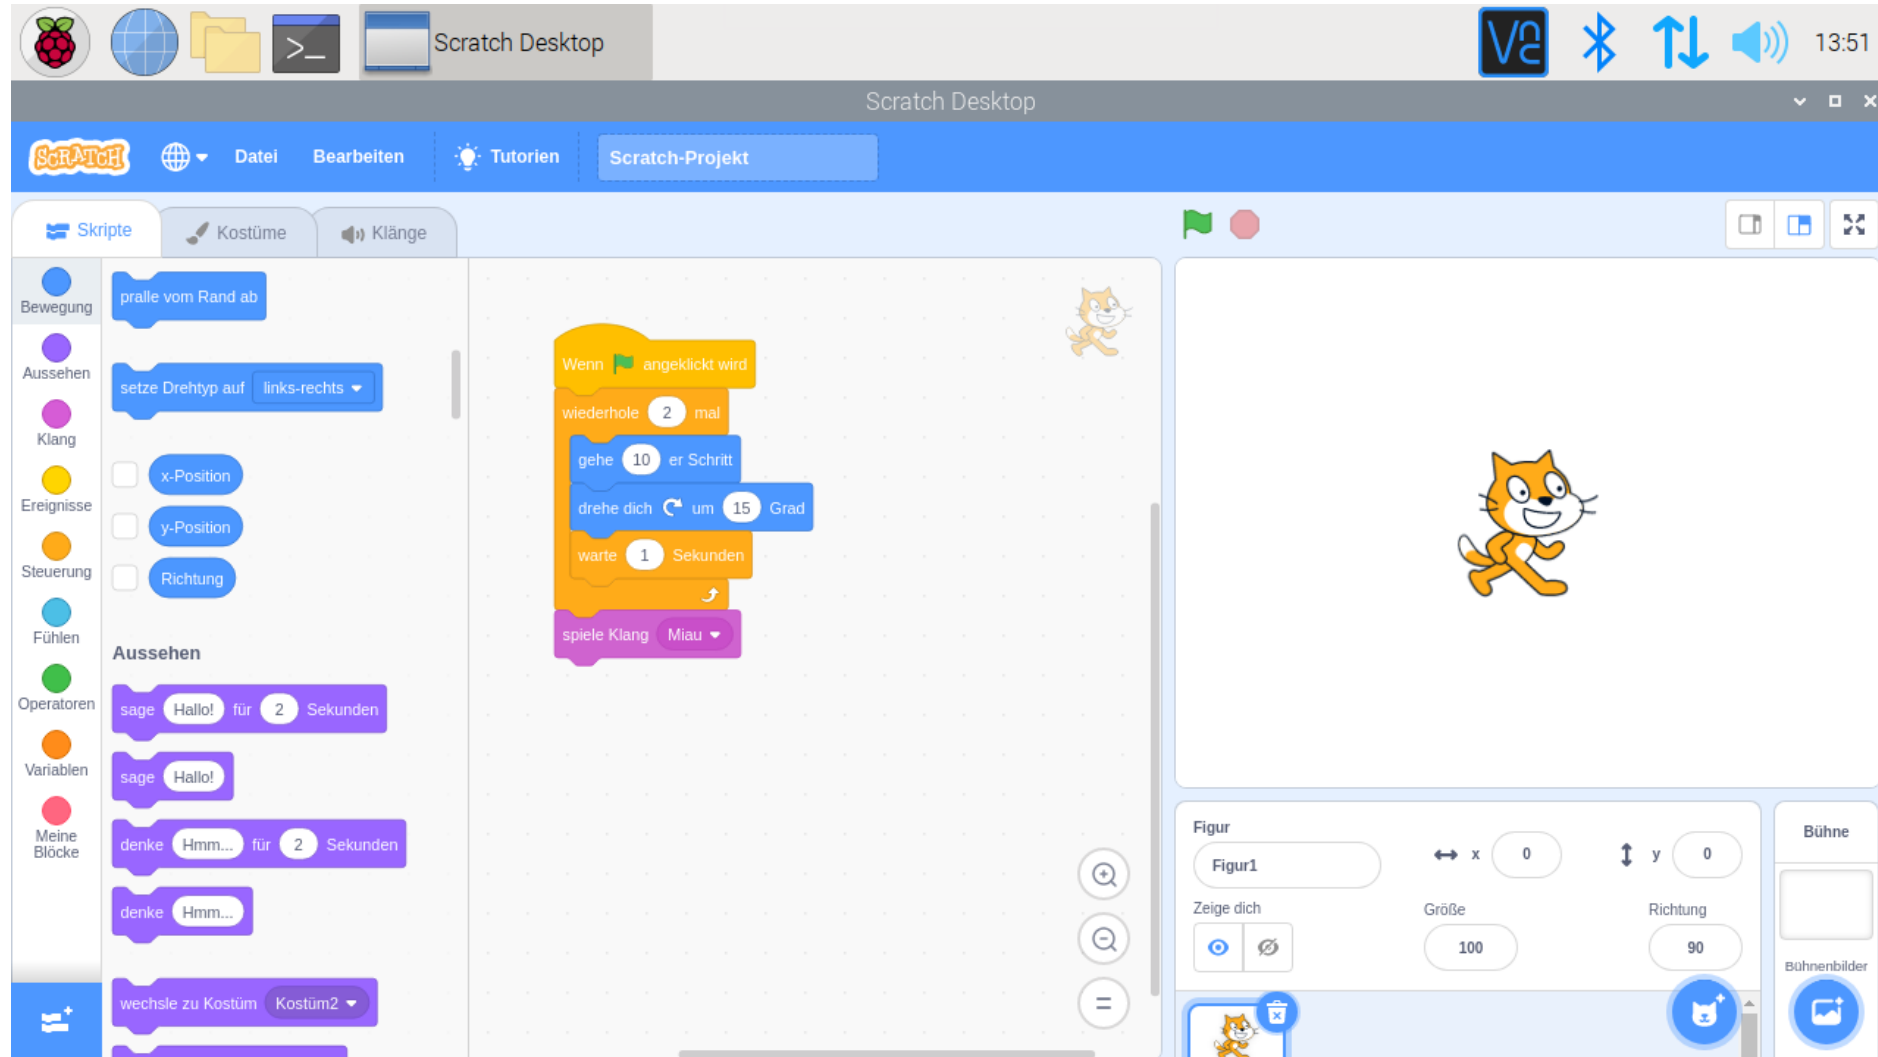 >_
Scratch Desktop
VNC
13:51
Scratch Desktop
SCRATCH
Datei
Bearbeiten
Tutorien
Scratch-Projekt
Skripte
Kostüme
Klänge
Bewegung
Aussehen
Klang
Ereignisse
Steuerung
Fühlen
Operatoren
Variablen
Meine
Blöcke
pralle vom Rand ab
setze Drehtyp auf links-rechts
x-Position
y-Position
Richtung
Aussehen
sage Hallo! für 2 Sekunden
sage Hallo!
denke Hmm... für 2 Sekunden
denke Hmm...
wechsle zu Kostüm Kostüm2
Wenn angeklickt wird
wiederhole 2 mal
gehe 10 er Schritt
drehe dich um 15 Grad
warte 1 Sekunden
spiele Klang Miau
Figur
Figur1
x 0
y 0
Zeige dich
Größe
100
Richtung
90
Bühne
Bühnenbilder